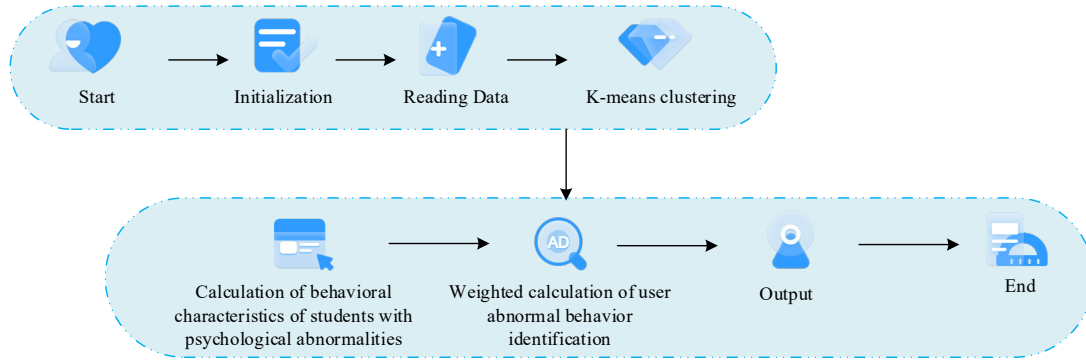 Start
Initialization
Reading Data
K-means clustering
Calculation of behavioral
characteristics of students with
psychological abnormalities
AD
Weighted calculation of user
abnormal behavior
identification
Output
End